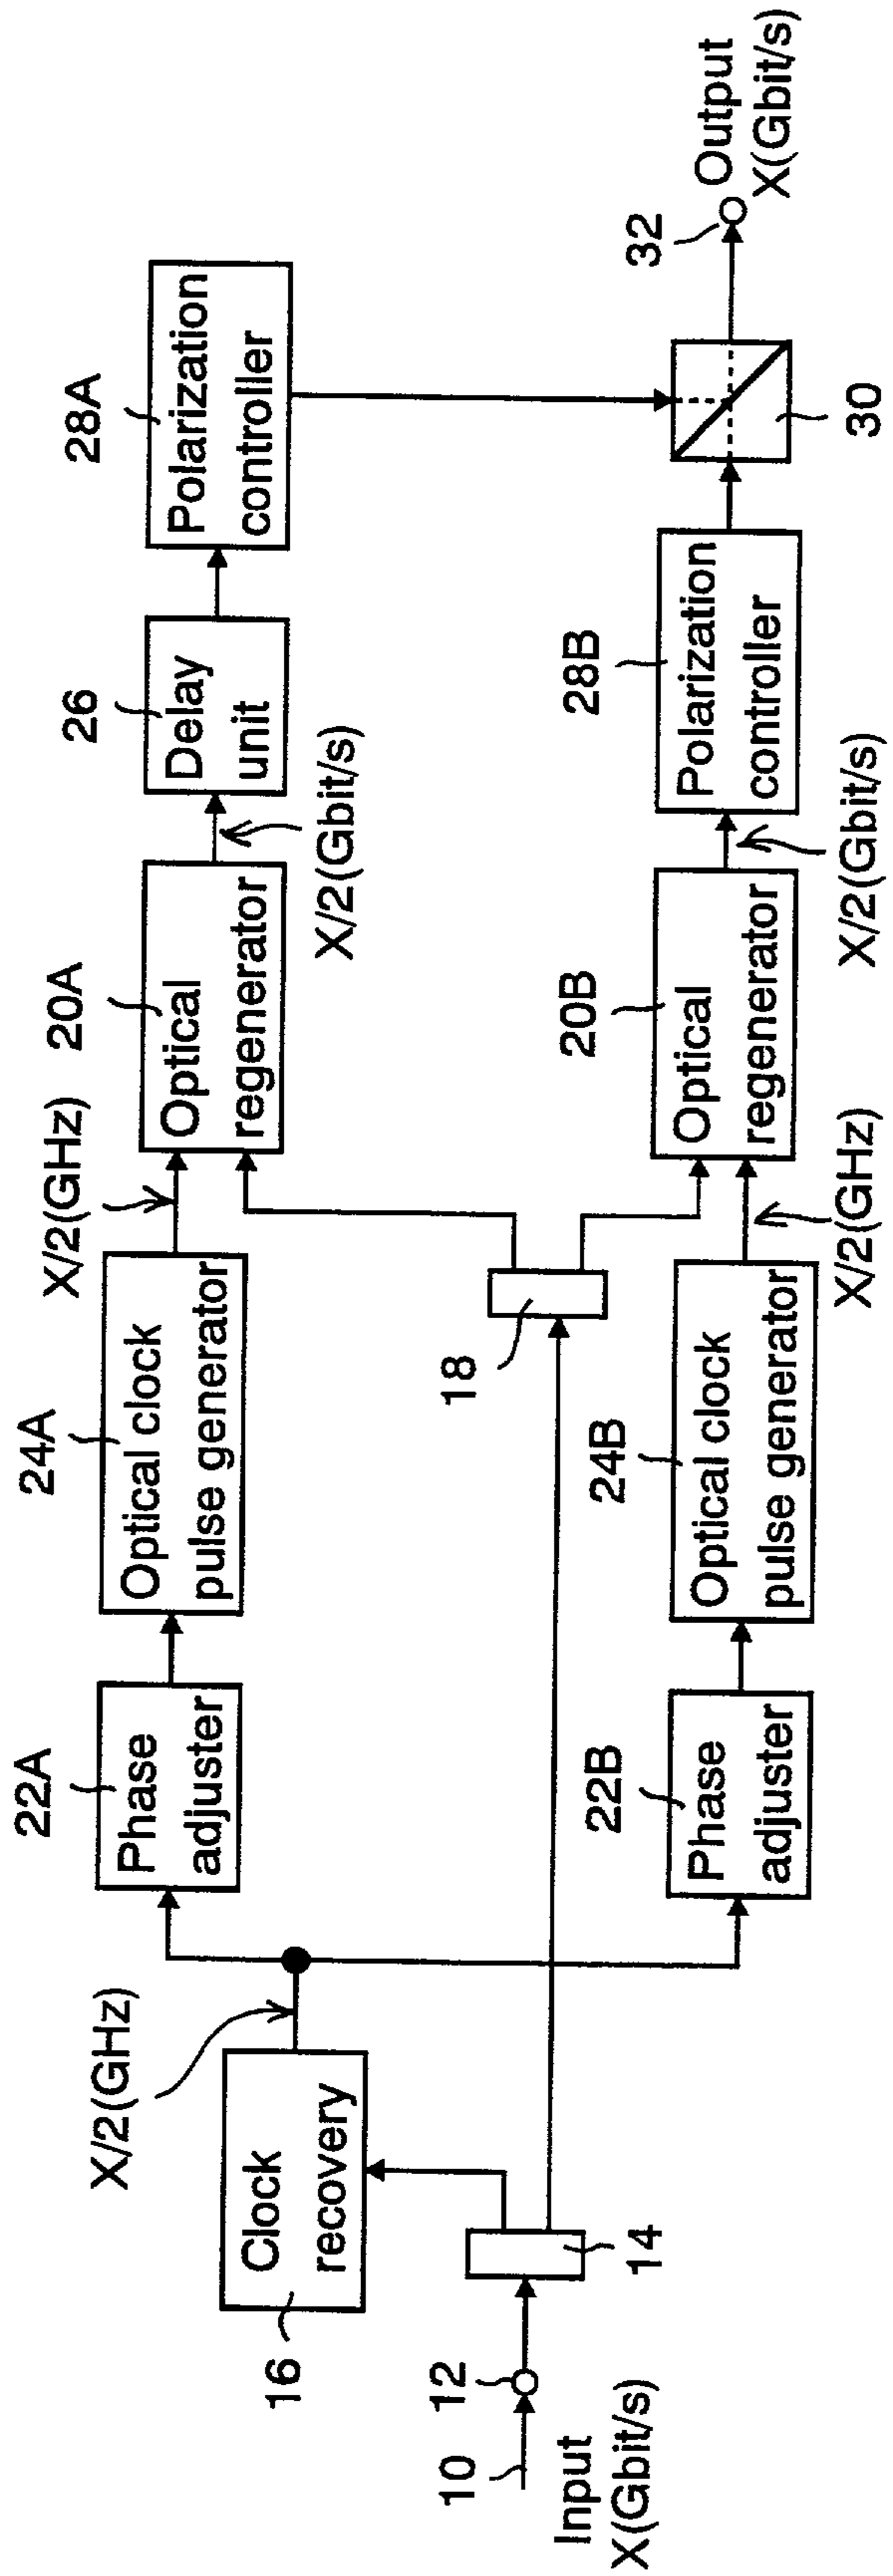 10
Input
X(Gbit/s)
12
14
16
Clock
recovery
X/2(GHz)
22A
Phase
adjuster
24A
Optical clock
pulse generator
X/2(GHz)
20A
Optical
regenerator
X/2(Gbit/s)
26
Delay
unit
28A
Polarization
controller
18
22B
Phase
adjuster
24B
Optical clock
pulse generator
X/2(GHz)
20B
Optical
regenerator
X/2(Gbit/s)
28B
Polarization
controller
30
32
Output
X(Gbit/s)